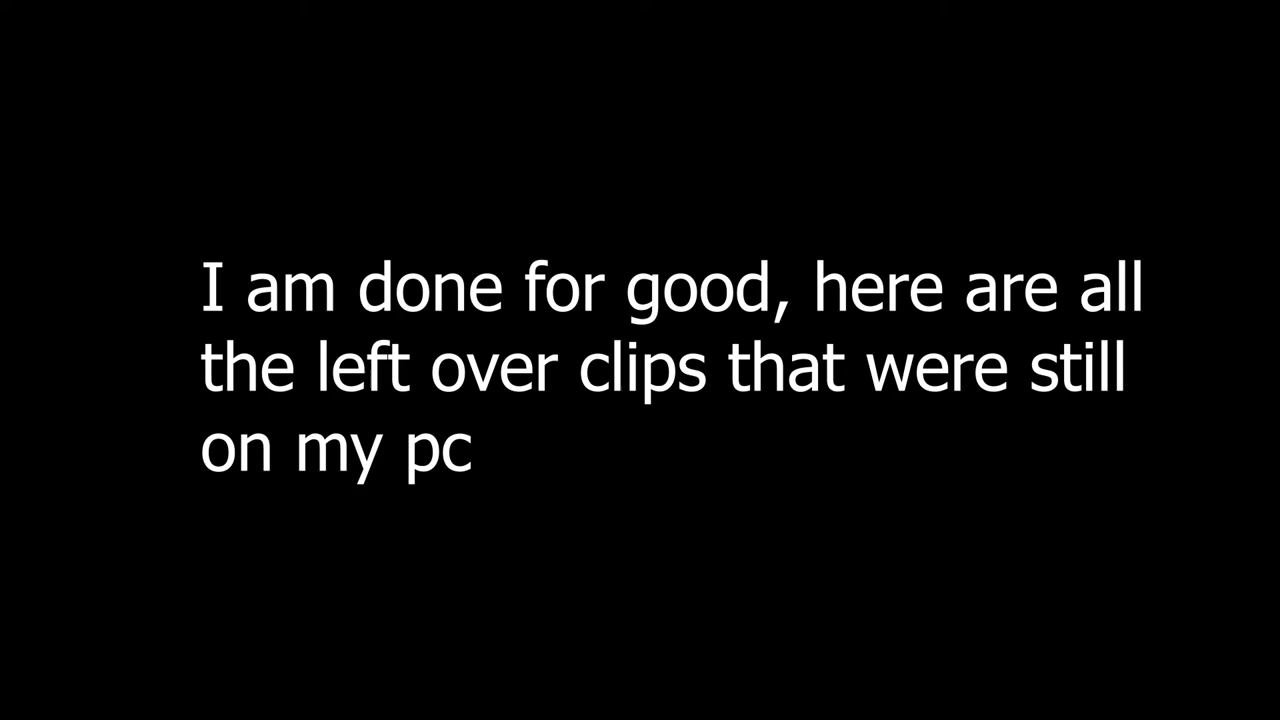 I am done for good, here are all
the left over clips that were still
on my pc